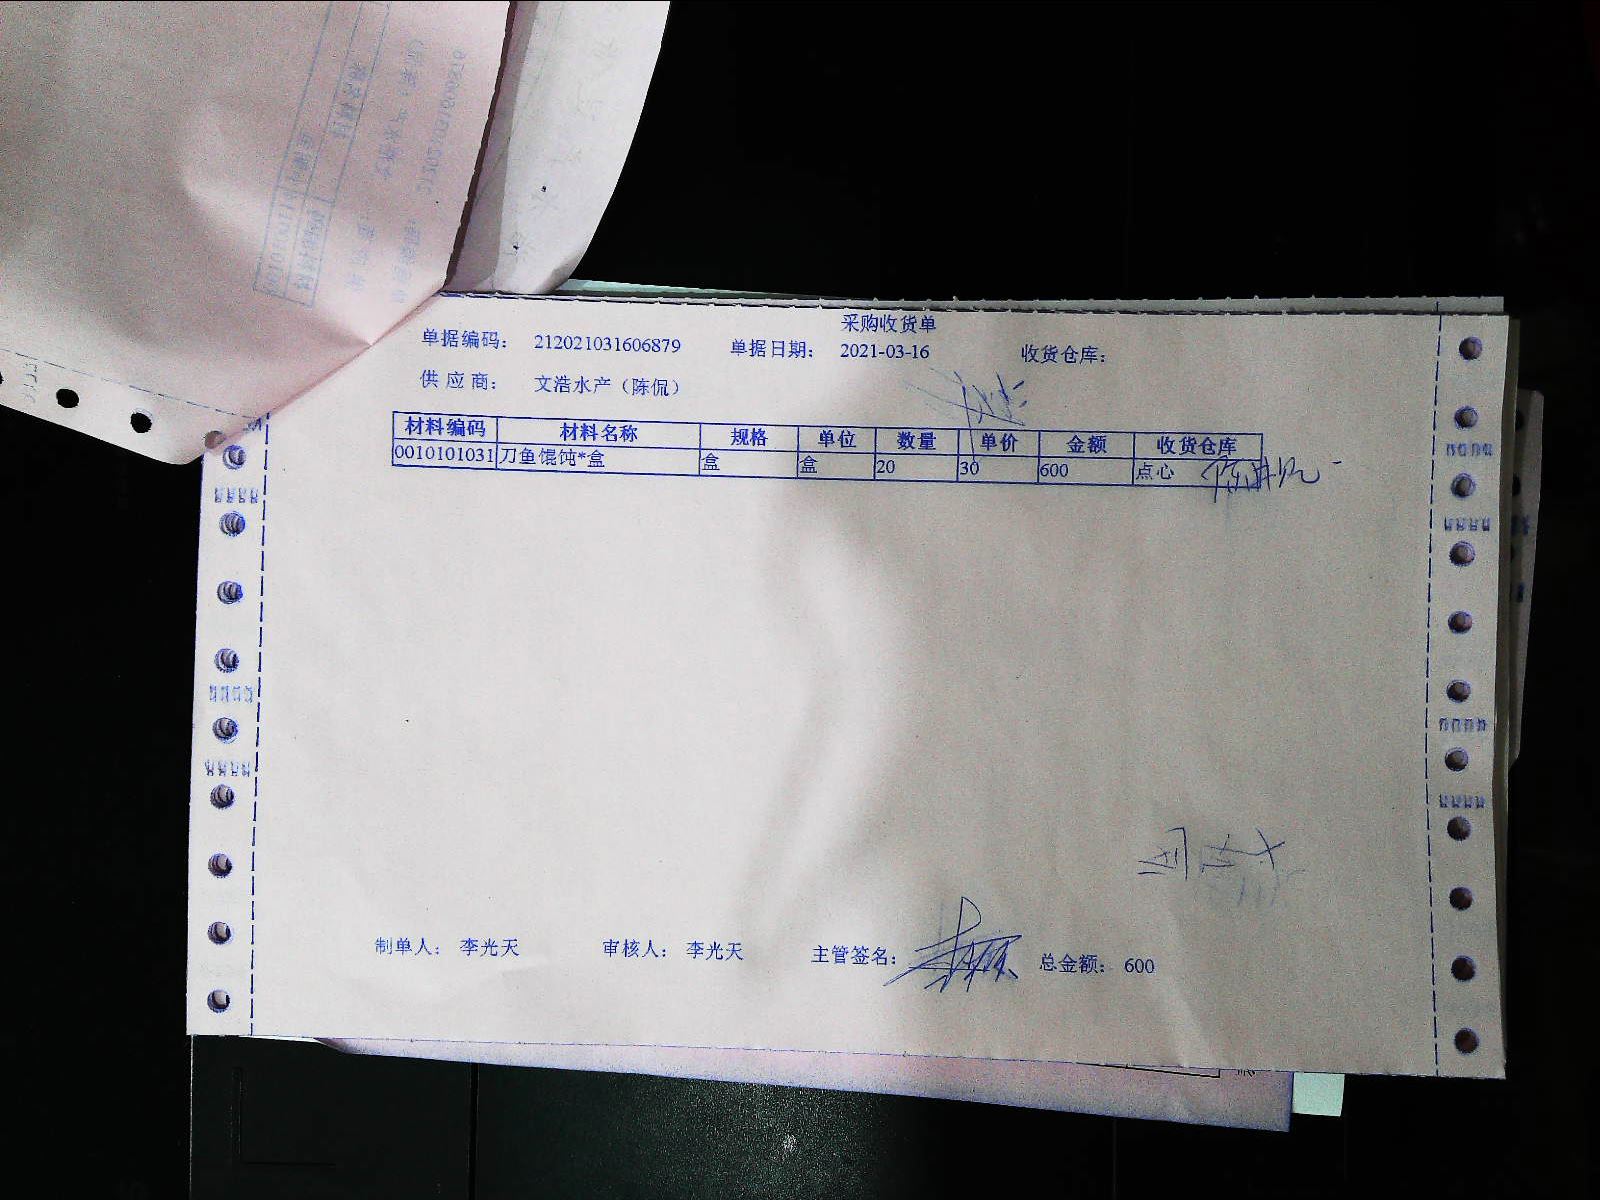 采购收货单
单据编码： 212021031606879 单据日期： 2021-03-16 收货仓库：
供 应 商： 文浩水产（陈侃）
材料编码 材料名称 规格 单位 数量 单价 金额 收货仓库
0010101031 刀鱼馄饨*盒 盒 盒 20 30 600 点心
制单人： 李光天 审核人： 李光天 主管签名： 总金额： 600